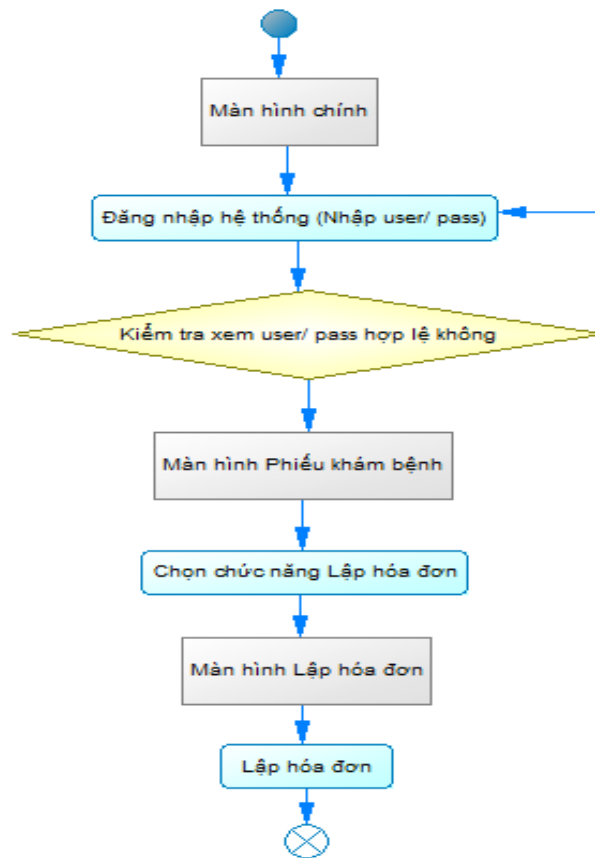 Màn hình chính
Đăng nhập hệ thống (Nhập user/ pass)
Kiểm tra xem user/ pass hợp lệ không
Màn hình Phiếu khám bệnh
Chọn chức năng Lập hóa đơn
Màn hình Lập hóa đơn
Lập hóa đơn